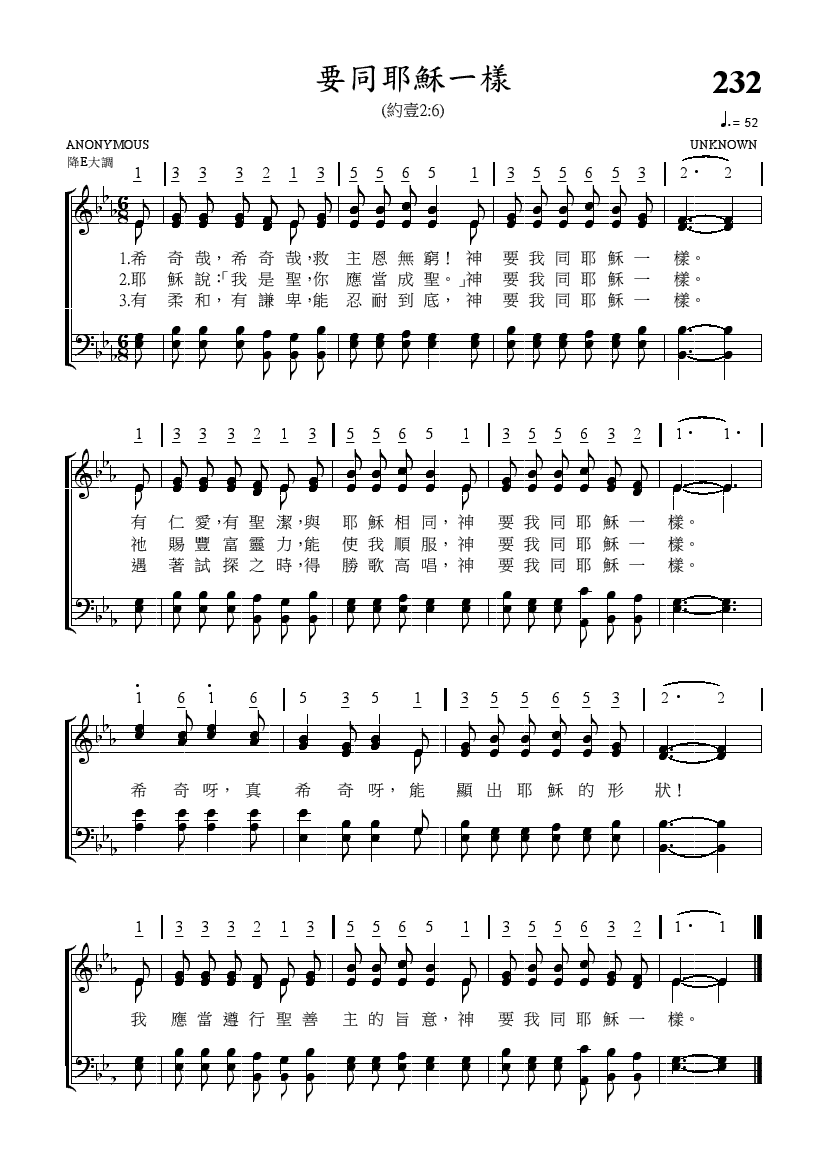 要同耶穌一樣
232
(約壹2:6)
♩. = 52
ANONYMOUS
UNKNOWN
降E大調
1 3 3 3 2 1 3 5 5 6 5 1 3 5 5 6 5 3 2· 2
1.希奇哉,希奇哉,救主恩無窮!神要我同耶穌一樣。
2.耶穌說:「我是聖,你應當成聖。」神要我同耶穌一樣。
3.有柔和,有謙卑,能忍耐到底,神要我同耶穌一樣。
1 3 3 3 2 1 3 5 5 6 5 1 3 5 5 6 3 2 1· 1·
有仁愛,有聖潔,與耶穌相同,神要我同耶穌一樣。
祂賜豐富靈力,能使我順服,神要我同耶穌一樣。
遇著試探之時,得勝歌高唱,神要我同耶穌一樣。
1 6 1 6 5 3 5 1 3 5 5 6 5 3 2· 2
希奇呀,真希奇呀,能顯出耶穌的形狀!
1 3 3 3 2 1 3 5 5 6 5 1 3 5 5 6 3 2 1· 1
我應當遵行聖善主的旨意,神要我同耶穌一樣。